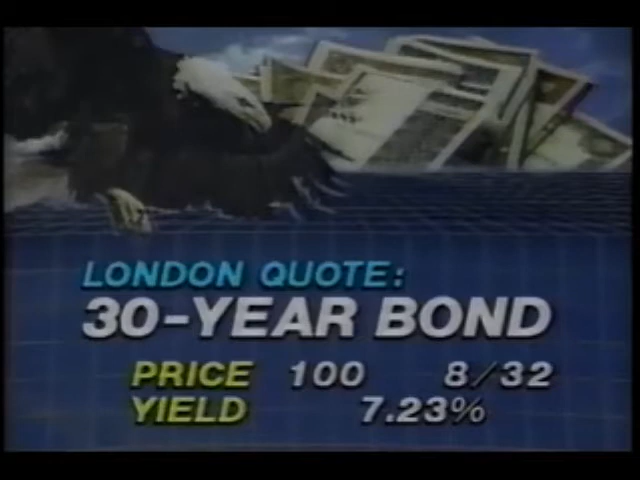 LONDON QUOTE:
30-YEAR BOND
PRICE 100 8/32
YIELD 7.23%